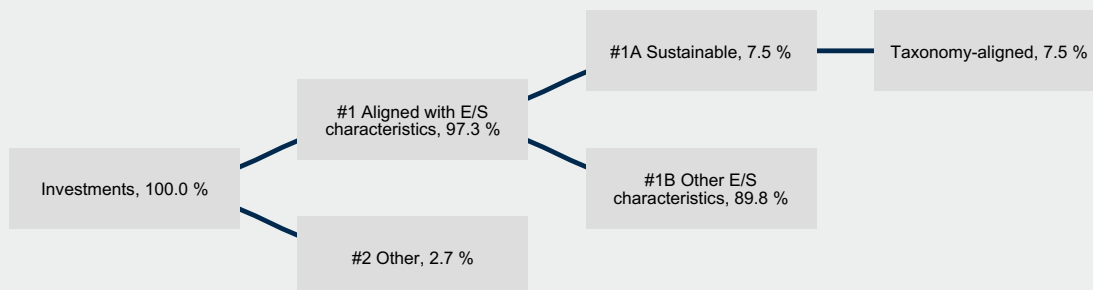 #1A Sustainable, 7.5 %
Taxonomy-aligned, 7.5 %
#1 Aligned with E/S
characteristics, 97.3 %
Investments, 100.0 %
#1B Other E/S
characteristics, 89.8 %
#2 Other, 2.7 %